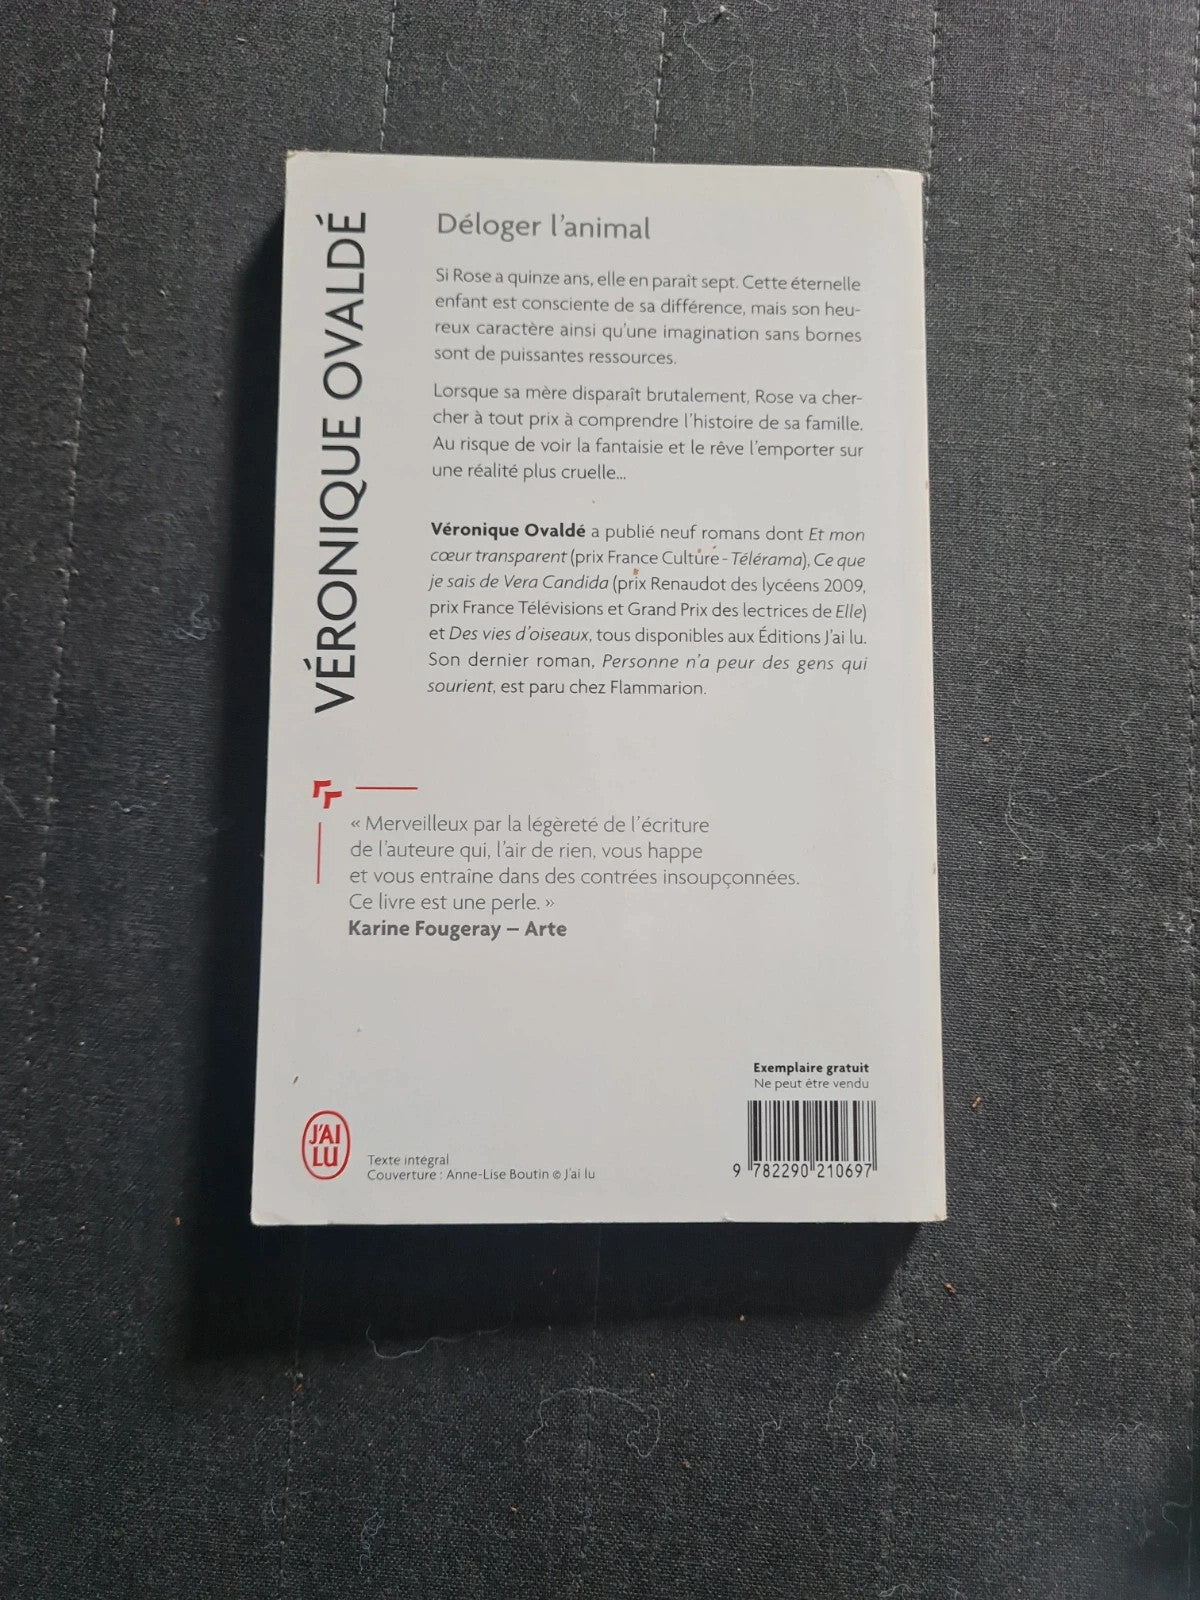 VÉRONIQUE OVALDÉ
Déloger l'animal
Si Rose a quinze ans, elle en paraît sept. Cette éternelle
enfant est consciente de sa différence, mais son heu-
reux caractère ainsi qu'une imagination sans bornes
sont de puissantes ressources.
Lorsque sa mère disparaît brutalement, Rose va cher-
cher à tout prix à comprendre l'histoire de sa famille.
Au risque de voir la fantaisie et le rêve l'emporter sur
une réalité plus cruelle...
Véronique Ovaldé a publié neuf romans dont Et mon
cœur transparent (prix France Culture - Télérama), Ce que
je sais de Vera Candida (prix Renaudot des lycéens 2009,
prix France Télévisions et Grand Prix des lectrices de Elle)
et Des vies d'oiseaux, tous disponibles aux Éditions J'ai lu.
Son dernier roman, Personne n'a peur des gens qui
sourient, est paru chez Flammarion.
« Merveilleux par la légèreté de l'écriture
de l'auteure qui, l'air de rien, vous happe
et vous entraîne dans des contrées insoupçonnées.
Ce livre est une perle. »
Karine Fougeray – Arte
Exemplaire gratuit
Ne peut être vendu
J'AI
LU
Texte intégral
Couverture : Anne-Lise Boutin © J'ai lu
9 782290 210697